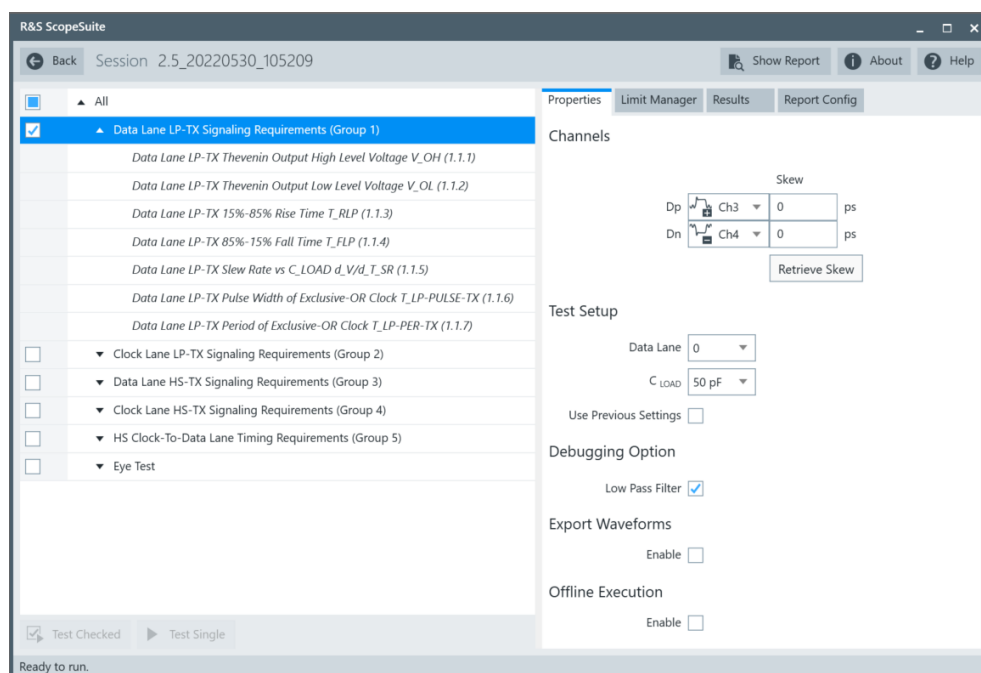 R&S ScopeSuite
Back Session 2.5_20220530_105209 Show Report About Help
All
Data Lane LP-TX Signaling Requirements (Group 1)
Data Lane LP-TX Thevenin Output High Level Voltage V_OH (1.1.1)
Data Lane LP-TX Thevenin Output Low Level Voltage V_OL (1.1.2)
Data Lane LP-TX 15%-85% Rise Time T_RLP (1.1.3)
Data Lane LP-TX 85%-15% Fall Time T_FLP (1.1.4)
Data Lane LP-TX Slew Rate vs C_LOAD d_V/d_T_SR (1.1.5)
Data Lane LP-TX Pulse Width of Exclusive-OR Clock T_LP-PULSE-TX (1.1.6)
Data Lane LP-TX Period of Exclusive-OR Clock T_LP-PER-TX (1.1.7)
Clock Lane LP-TX Signaling Requirements (Group 2)
Data Lane HS-TX Signaling Requirements (Group 3)
Clock Lane HS-TX Signaling Requirements (Group 4)
HS Clock-To-Data Lane Timing Requirements (Group 5)
Eye Test
Test Checked Test Single
Properties Limit Manager Results Report Config
Channels
Skew
Dp Ch3 0 ps
Dn Ch4 0 ps
Retrieve Skew
Test Setup
Data Lane 0
C LOAD 50 pF
Use Previous Settings
Debugging Option
Low Pass Filter
Export Waveforms
Enable
Offline Execution
Enable
Ready to run.